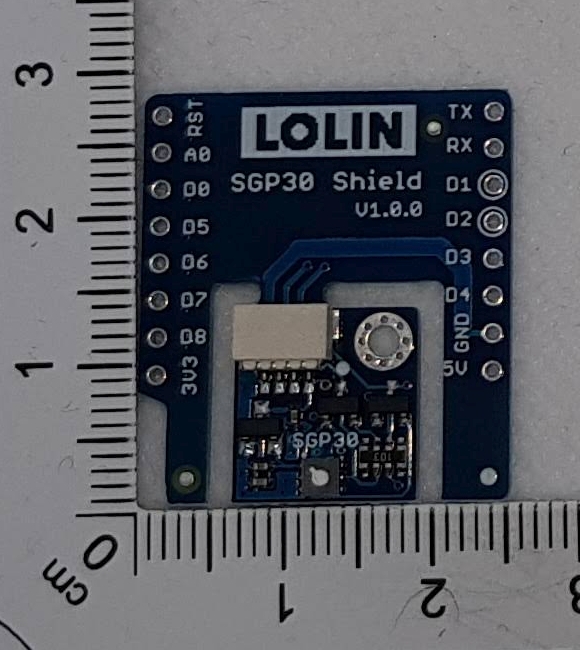 3
2
1
0
cm
1
2
3
LOLIN
SGP30 Shield
V1.0.0
RST
A0
D0
D5
D6
D7
D8
3V3
TX
RX
D1
D2
D3
D4
GND
5V
SGP30
103